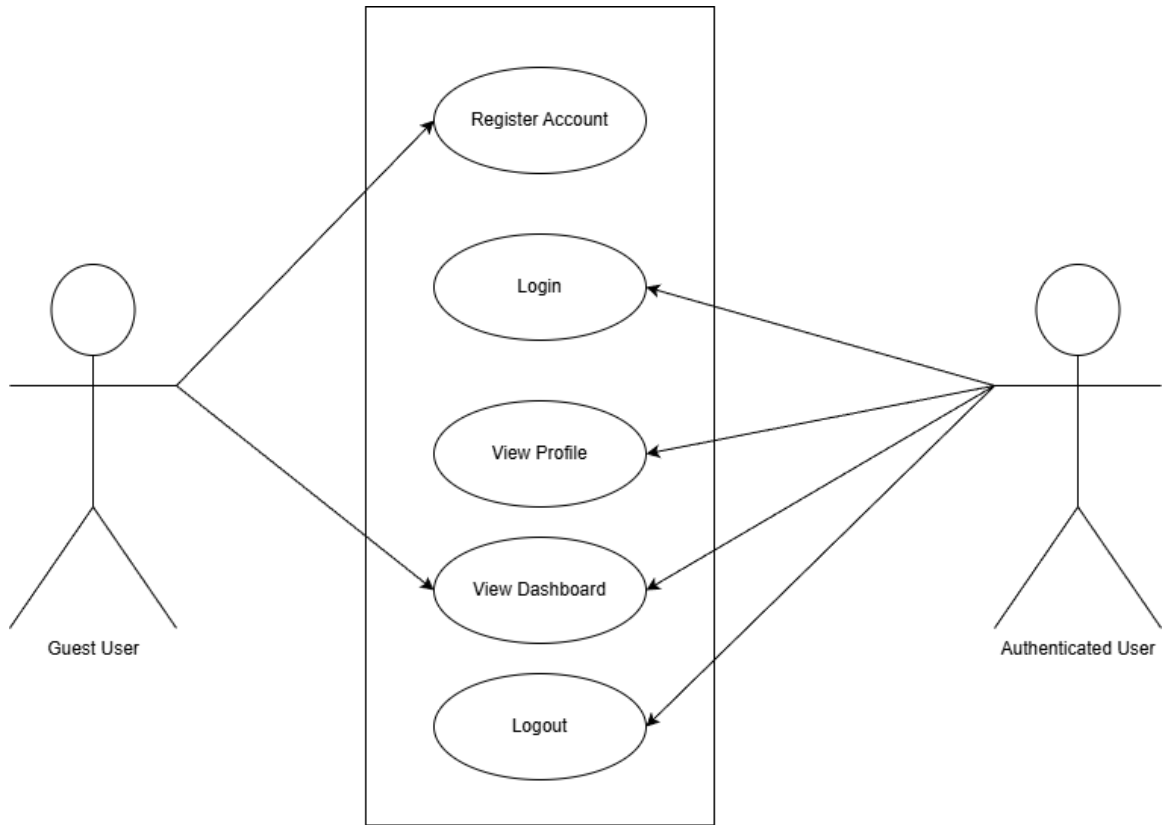 Register Account
Login
View Profile
View Dashboard
Guest User
Authenticated User
Logout